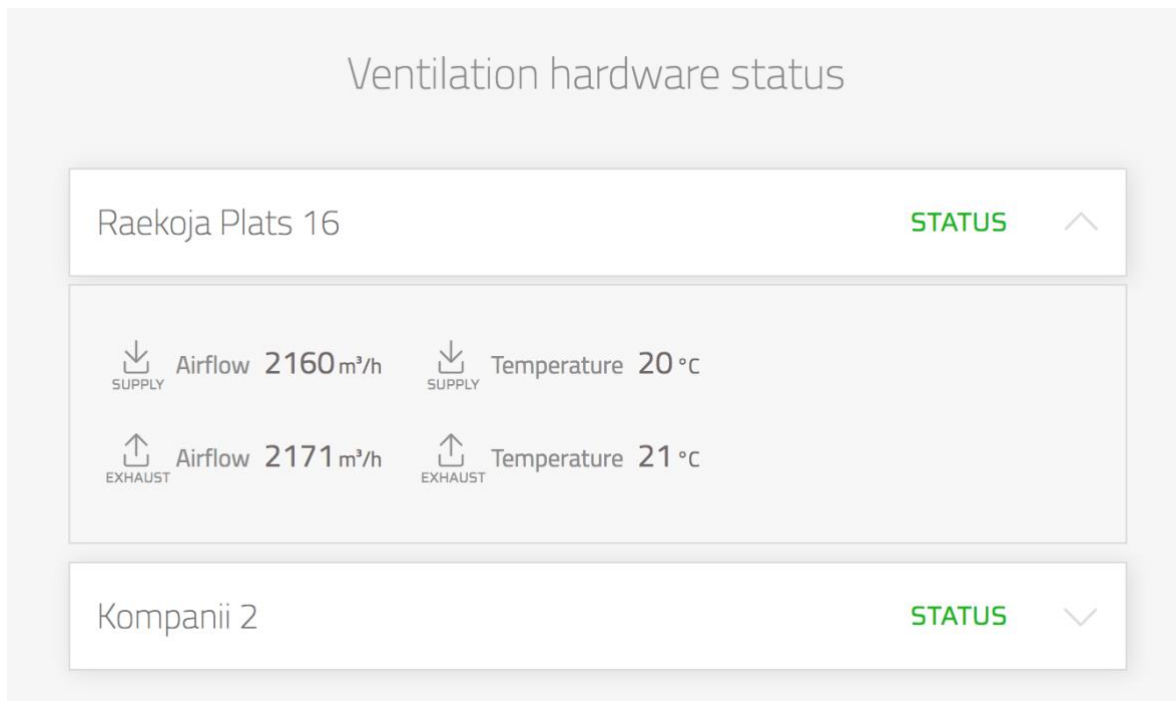 Ventilation hardware status
Raekoja Plats 16 STATUS
Airflow 2160 m³/h Temperature 20 °C
SUPPLY SUPPLY
Airflow 2171 m³/h Temperature 21 °C
EXHAUST EXHAUST
Kompanii 2 STATUS